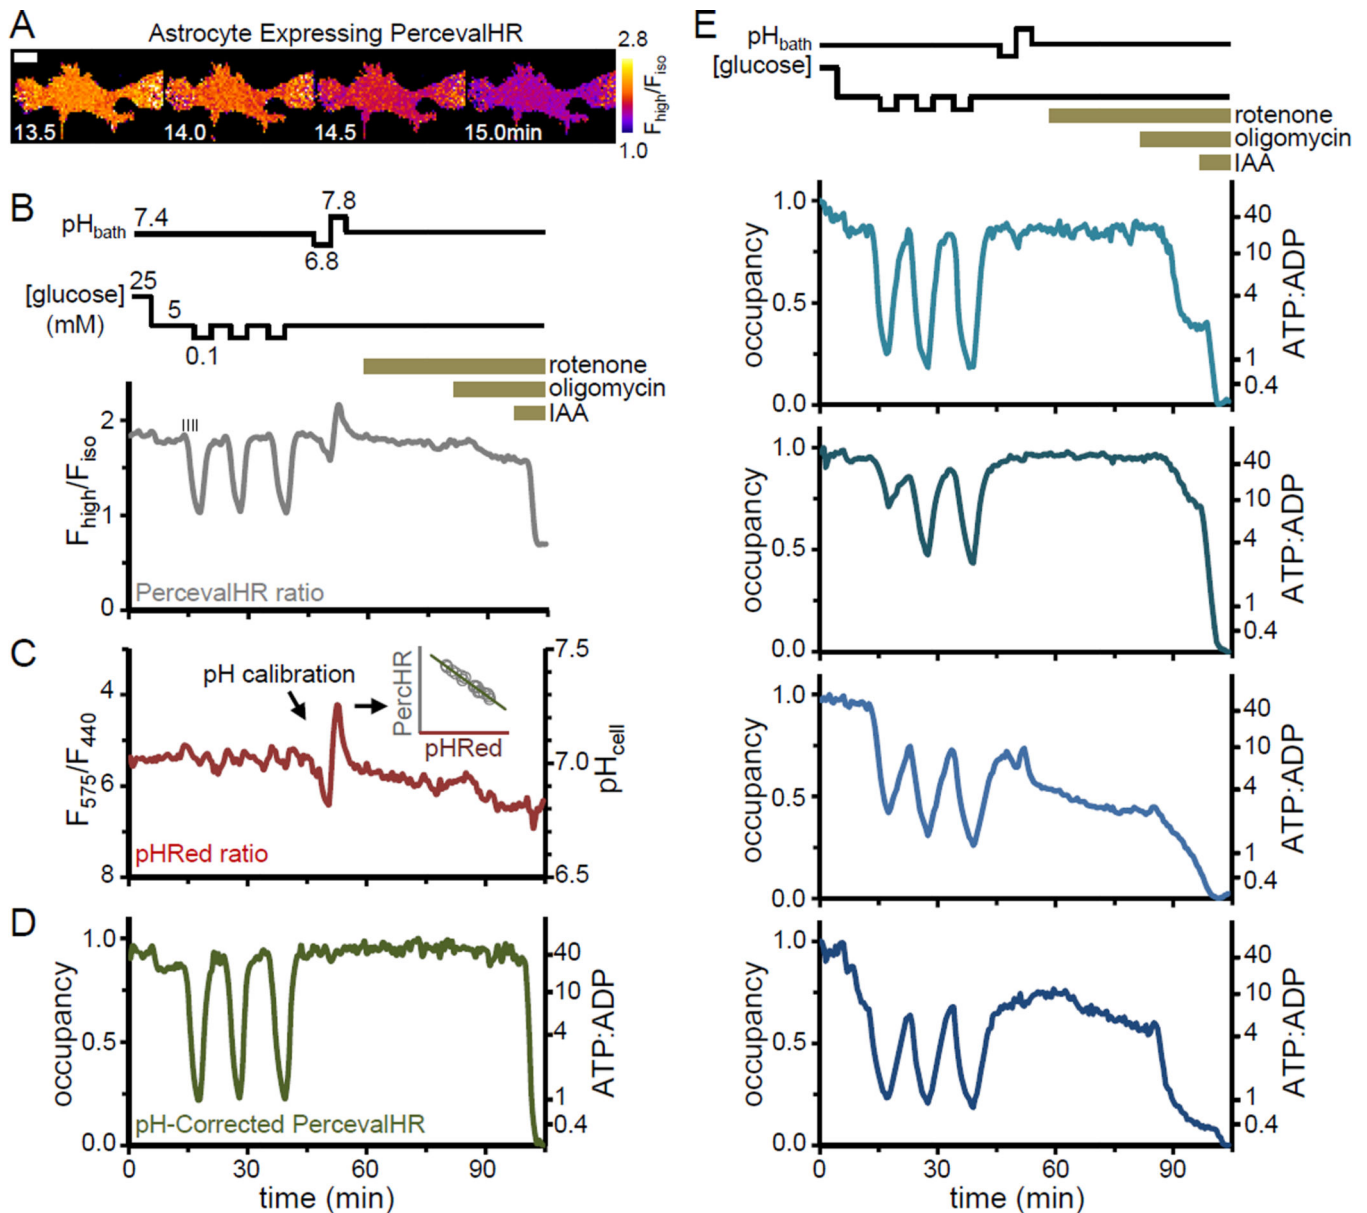 A
Astrocyte Expressing PercevalHR
2.8
Fhigh/Fiso
1.0
13.5
14.0
14.5
15.0min
B
pHbath
7.4
7.8
6.8
[glucose]
(mM)
25
5
0.1
rotenone
oligomycin
IAA
Fhigh/Fiso
2
1
0
PercevalHR ratio
C
pH calibration
PercHR
pHRed
F575/F440
4
6
8
7.5
7.0
6.5
pHcell
pHRed ratio
D
occupancy
1.0
0.5
0.0
40
10
4
1
0.4
ATP:ADP
pH-Corrected PercevalHR
0
30
60
90
time (min)
E
pHbath
[glucose]
rotenone
oligomycin
IAA
occupancy
1.0
0.5
0.0
40
10
4
1
0.4
ATP:ADP
occupancy
1.0
0.5
0.0
40
10
4
1
0.4
ATP:ADP
occupancy
1.0
0.5
0.0
40
10
4
1
0.4
ATP:ADP
occupancy
1.0
0.5
0.0
40
10
4
1
0.4
ATP:ADP
0
30
60
90
time (min)